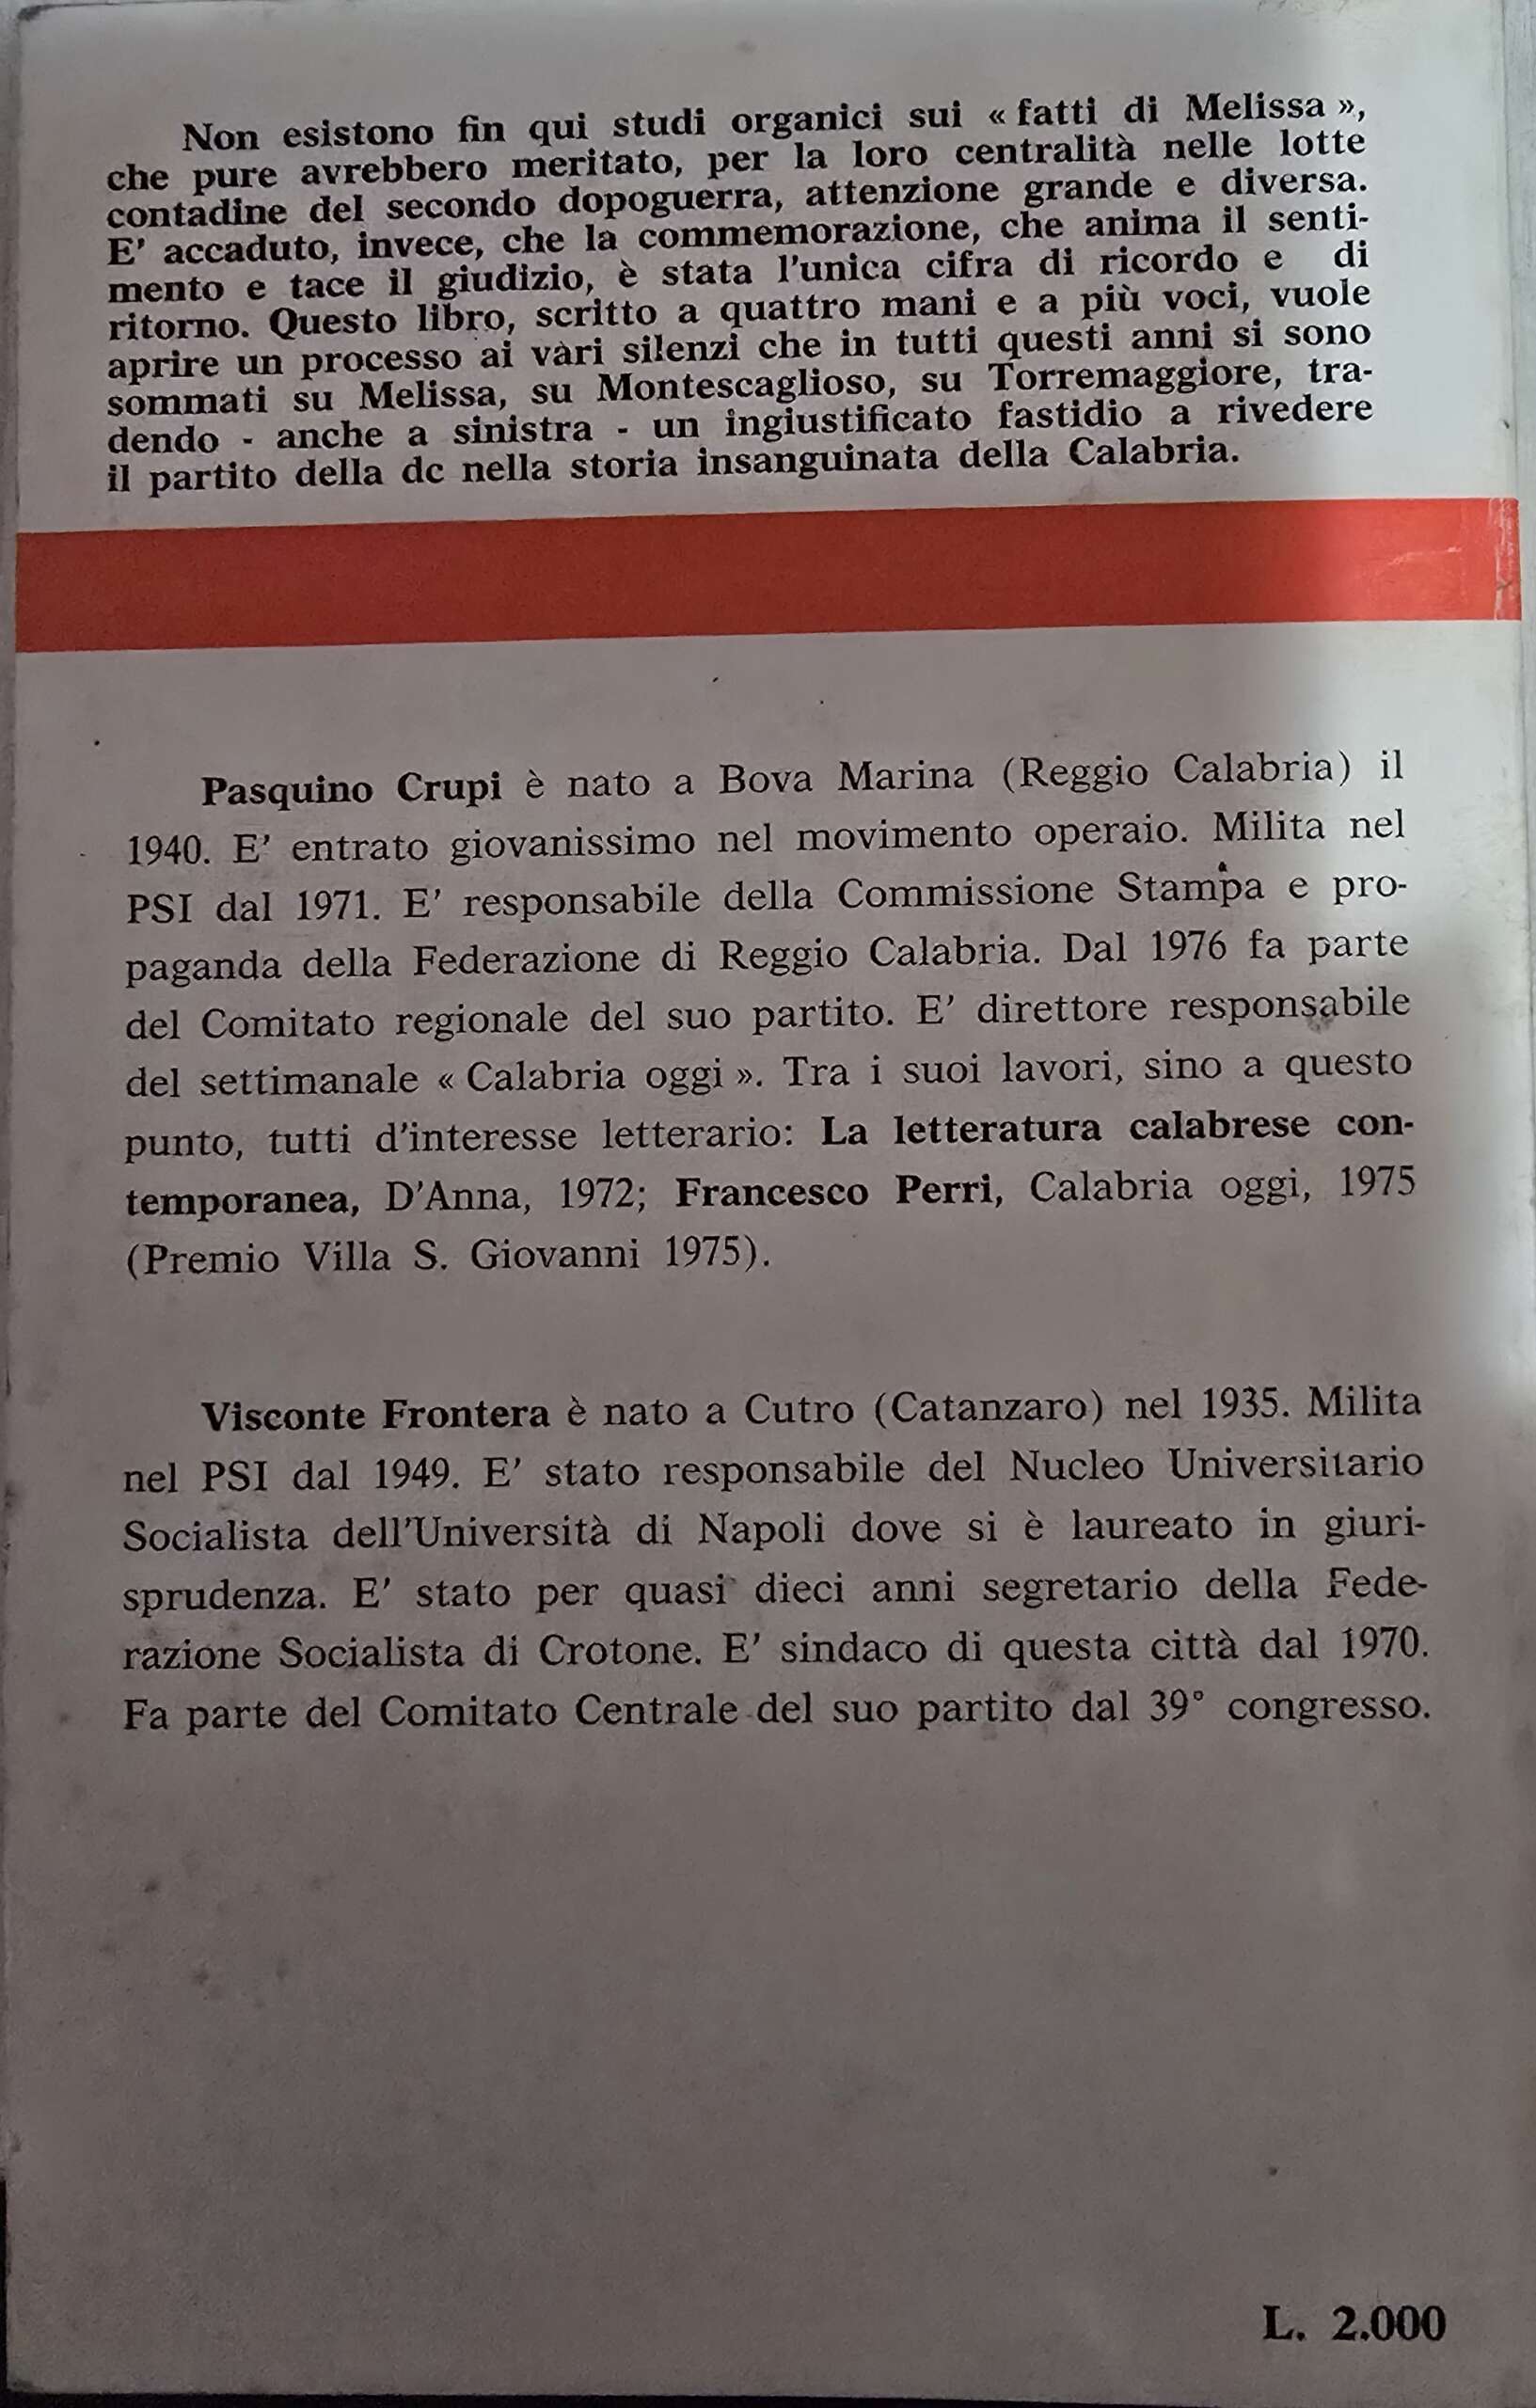 Non esistono fin qui studi organici sui « fatti di Melissa »,
che pure avrebbero meritato, per la loro centralità nelle lotte
contadine del secondo dopoguerra, attenzione grande e diversa.
E' accaduto, invece, che la commemorazione, che anima il senti-
mento e tace il giudizio, è stata l'unica cifra di ricordo e di
ritorno. Questo libro, scritto a quattro mani e a più voci, vuole
aprire un processo ai vàri silenzi che in tutti questi anni si sono
sommati su Melissa, su Montescaglioso, su Torremaggiore, tra-
dendo - anche a sinistra - un ingiustificato fastidio a rivedere
il partito della dc nella storia insanguinata della Calabria.
Pasquino Crupi è nato a Bova Marina (Reggio Calabria) il
1940. E' entrato giovanissimo nel movimento operaio. Milita nel
PSI dal 1971. E' responsabile della Commissione Stampa e pro-
paganda della Federazione di Reggio Calabria. Dal 1976 fa parte
del Comitato regionale del suo partito. E' direttore responsabile
del settimanale « Calabria oggi ». Tra i suoi lavori, sino a questo
punto, tutti d'interesse letterario: La letteratura calabrese con-
temporanea, D'Anna, 1972; Francesco Perri, Calabria oggi, 1975
(Premio Villa S. Giovanni 1975).
Visconte Frontera è nato a Cutro (Catanzaro) nel 1935. Milita
nel PSI dal 1949. E' stato responsabile del Nucleo Universitario
Socialista dell'Università di Napoli dove si è laureato in giuri-
sprudenza. E' stato per quasi dieci anni segretario della Fede-
razione Socialista di Crotone. E' sindaco di questa città dal 1970.
Fa parte del Comitato Centrale del suo partito dal 39° congresso.
L. 2.000